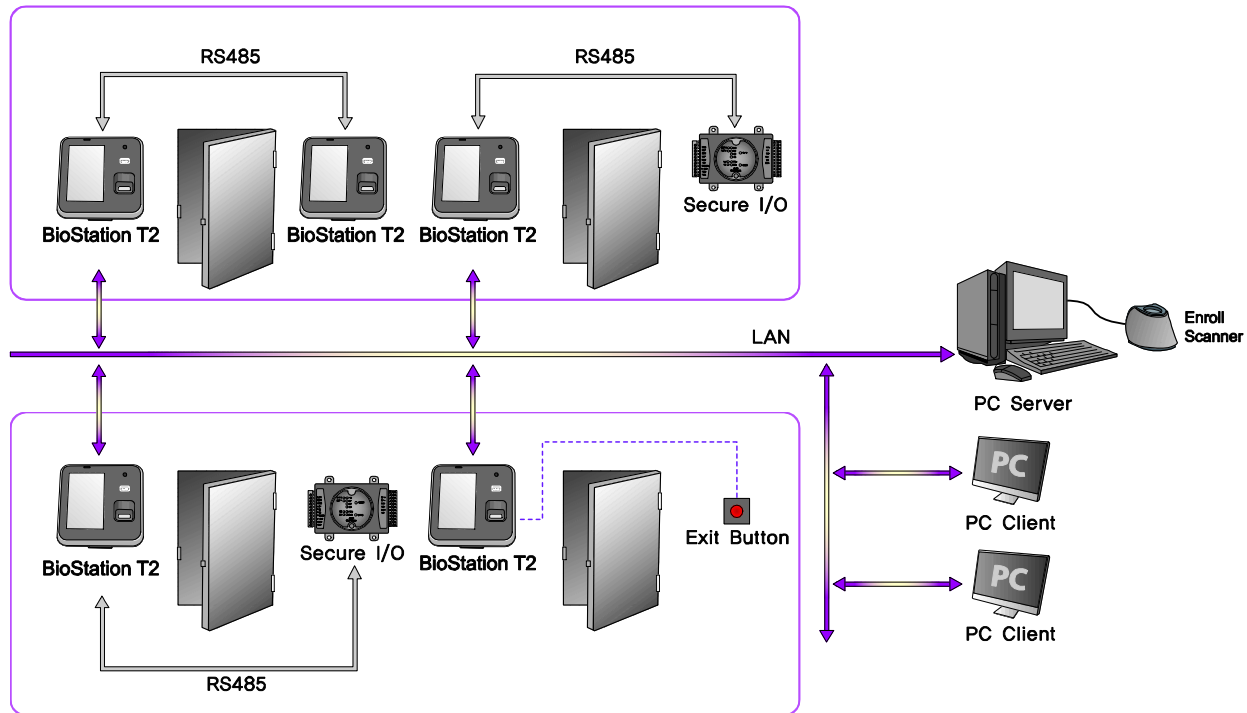 RS485
RS485
Secure I/O
BioStation T2
BioStation T2
BioStation T2
LAN
Enroll
Scanner
PC Server
PC
PC Client
Secure I/O
Exit Button
BioStation T2
BioStation T2
PC
PC Client
RS485